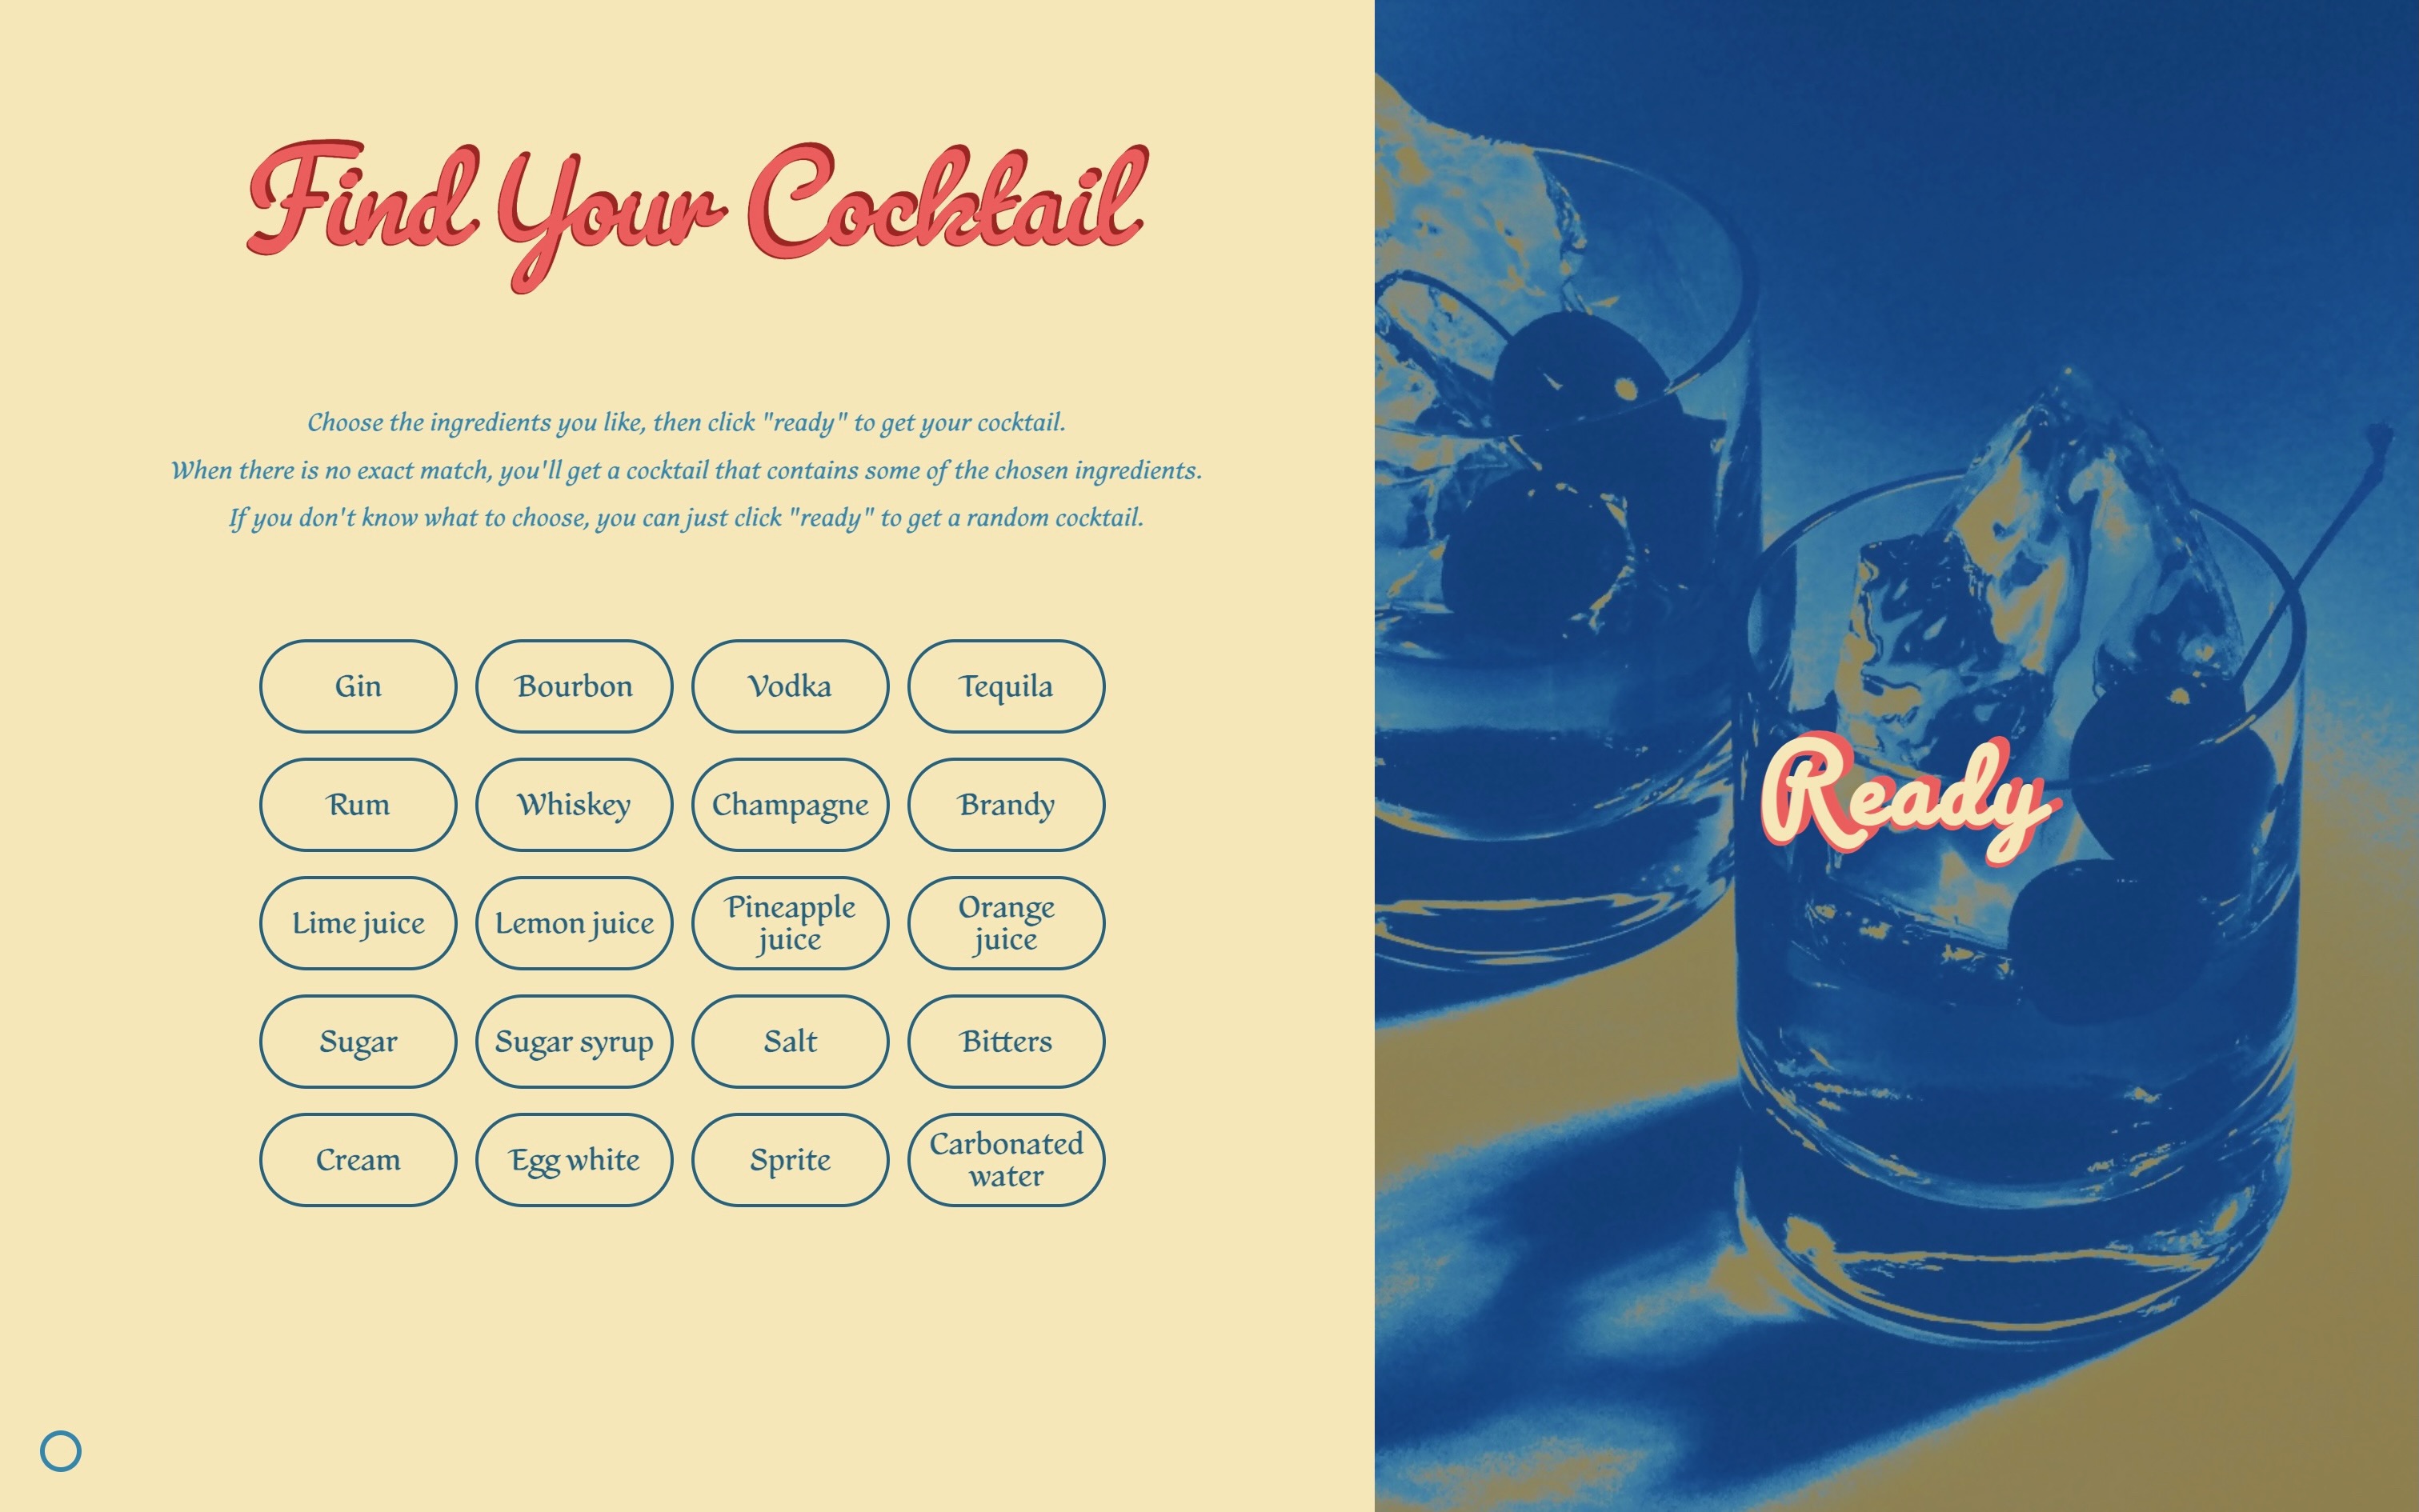 Find Your Cocktail
Choose the ingredients you like, then click "ready" to get your cocktail.
When there is no exact match, you'll get a cocktail that contains some of the chosen ingredients.
If you don't know what to choose, you can just click "ready" to get a random cocktail.
Gin
Bourbon
Vodka
Tequila
Rum
Whiskey
Champagne
Brandy
Lime juice
Lemon juice
Pineapple
juice
Orange
juice
Sugar
Sugar syrup
Salt
Bitters
Cream
Egg white
Sprite
Carbonated
water
Ready